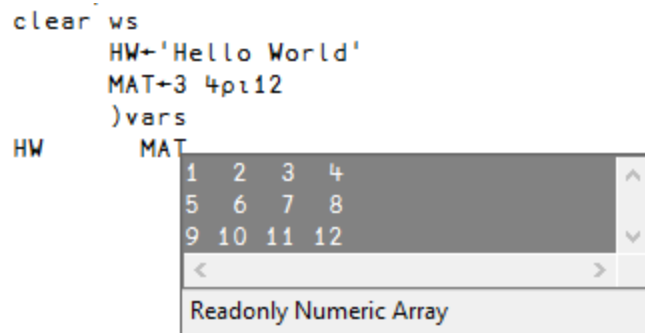 clear ws
HW←'Hello World'
MAT←3 4⍴⍳12
)vars
HW MAT
1 2 3 4
5 6 7 8
9 10 11 12
Readonly Numeric Array